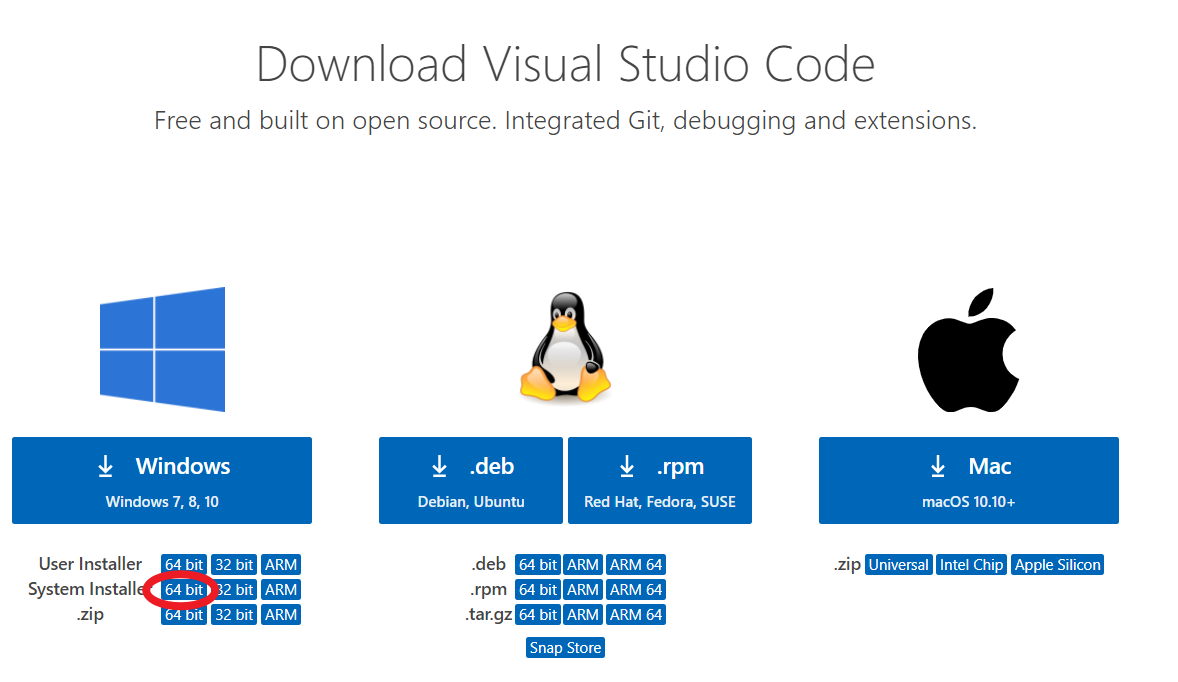 Download Visual Studio Code
Free and built on open source. Integrated Git, debugging and extensions.
Windows
Windows 7, 8, 10
User Installer 64 bit 32 bit ARM
System Installer 64 bit 32 bit ARM
.zip 64 bit 32 bit ARM
.deb
Debian, Ubuntu
.rpm
Red Hat, Fedora, SUSE
.deb 64 bit ARM ARM 64
.rpm 64 bit ARM ARM 64
.tar.gz 64 bit ARM ARM 64
Snap Store
Mac
macOS 10.10+
.zip Universal Intel Chip Apple Silicon